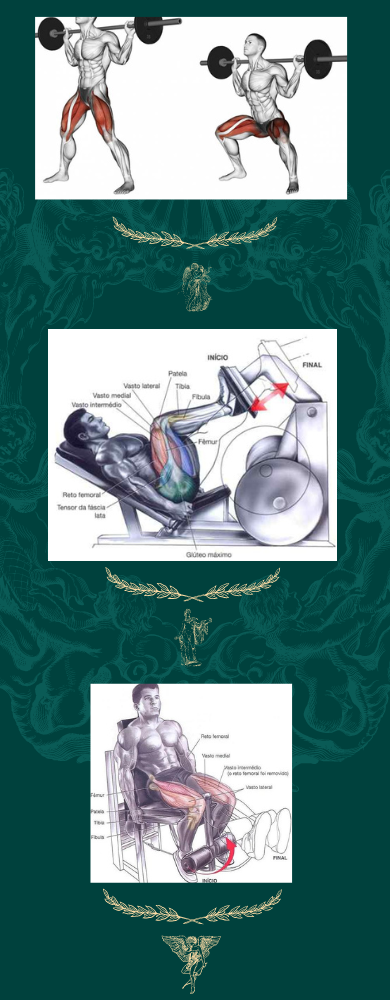 INÍCIO
FINAL
Patela
Vasto lateral
Tíbia
Vasto medial
Fíbula
Vasto intermédio
Fêmur
Reto femoral
Tensor da fáscia
lata
Glúteo máximo
Reto femoral
Vasto medial
Vasto intermédio
(o reto femoral foi removido)
Vasto lateral
Fêmur
Patela
Tíbia
Fíbula
FINAL
INÍCIO